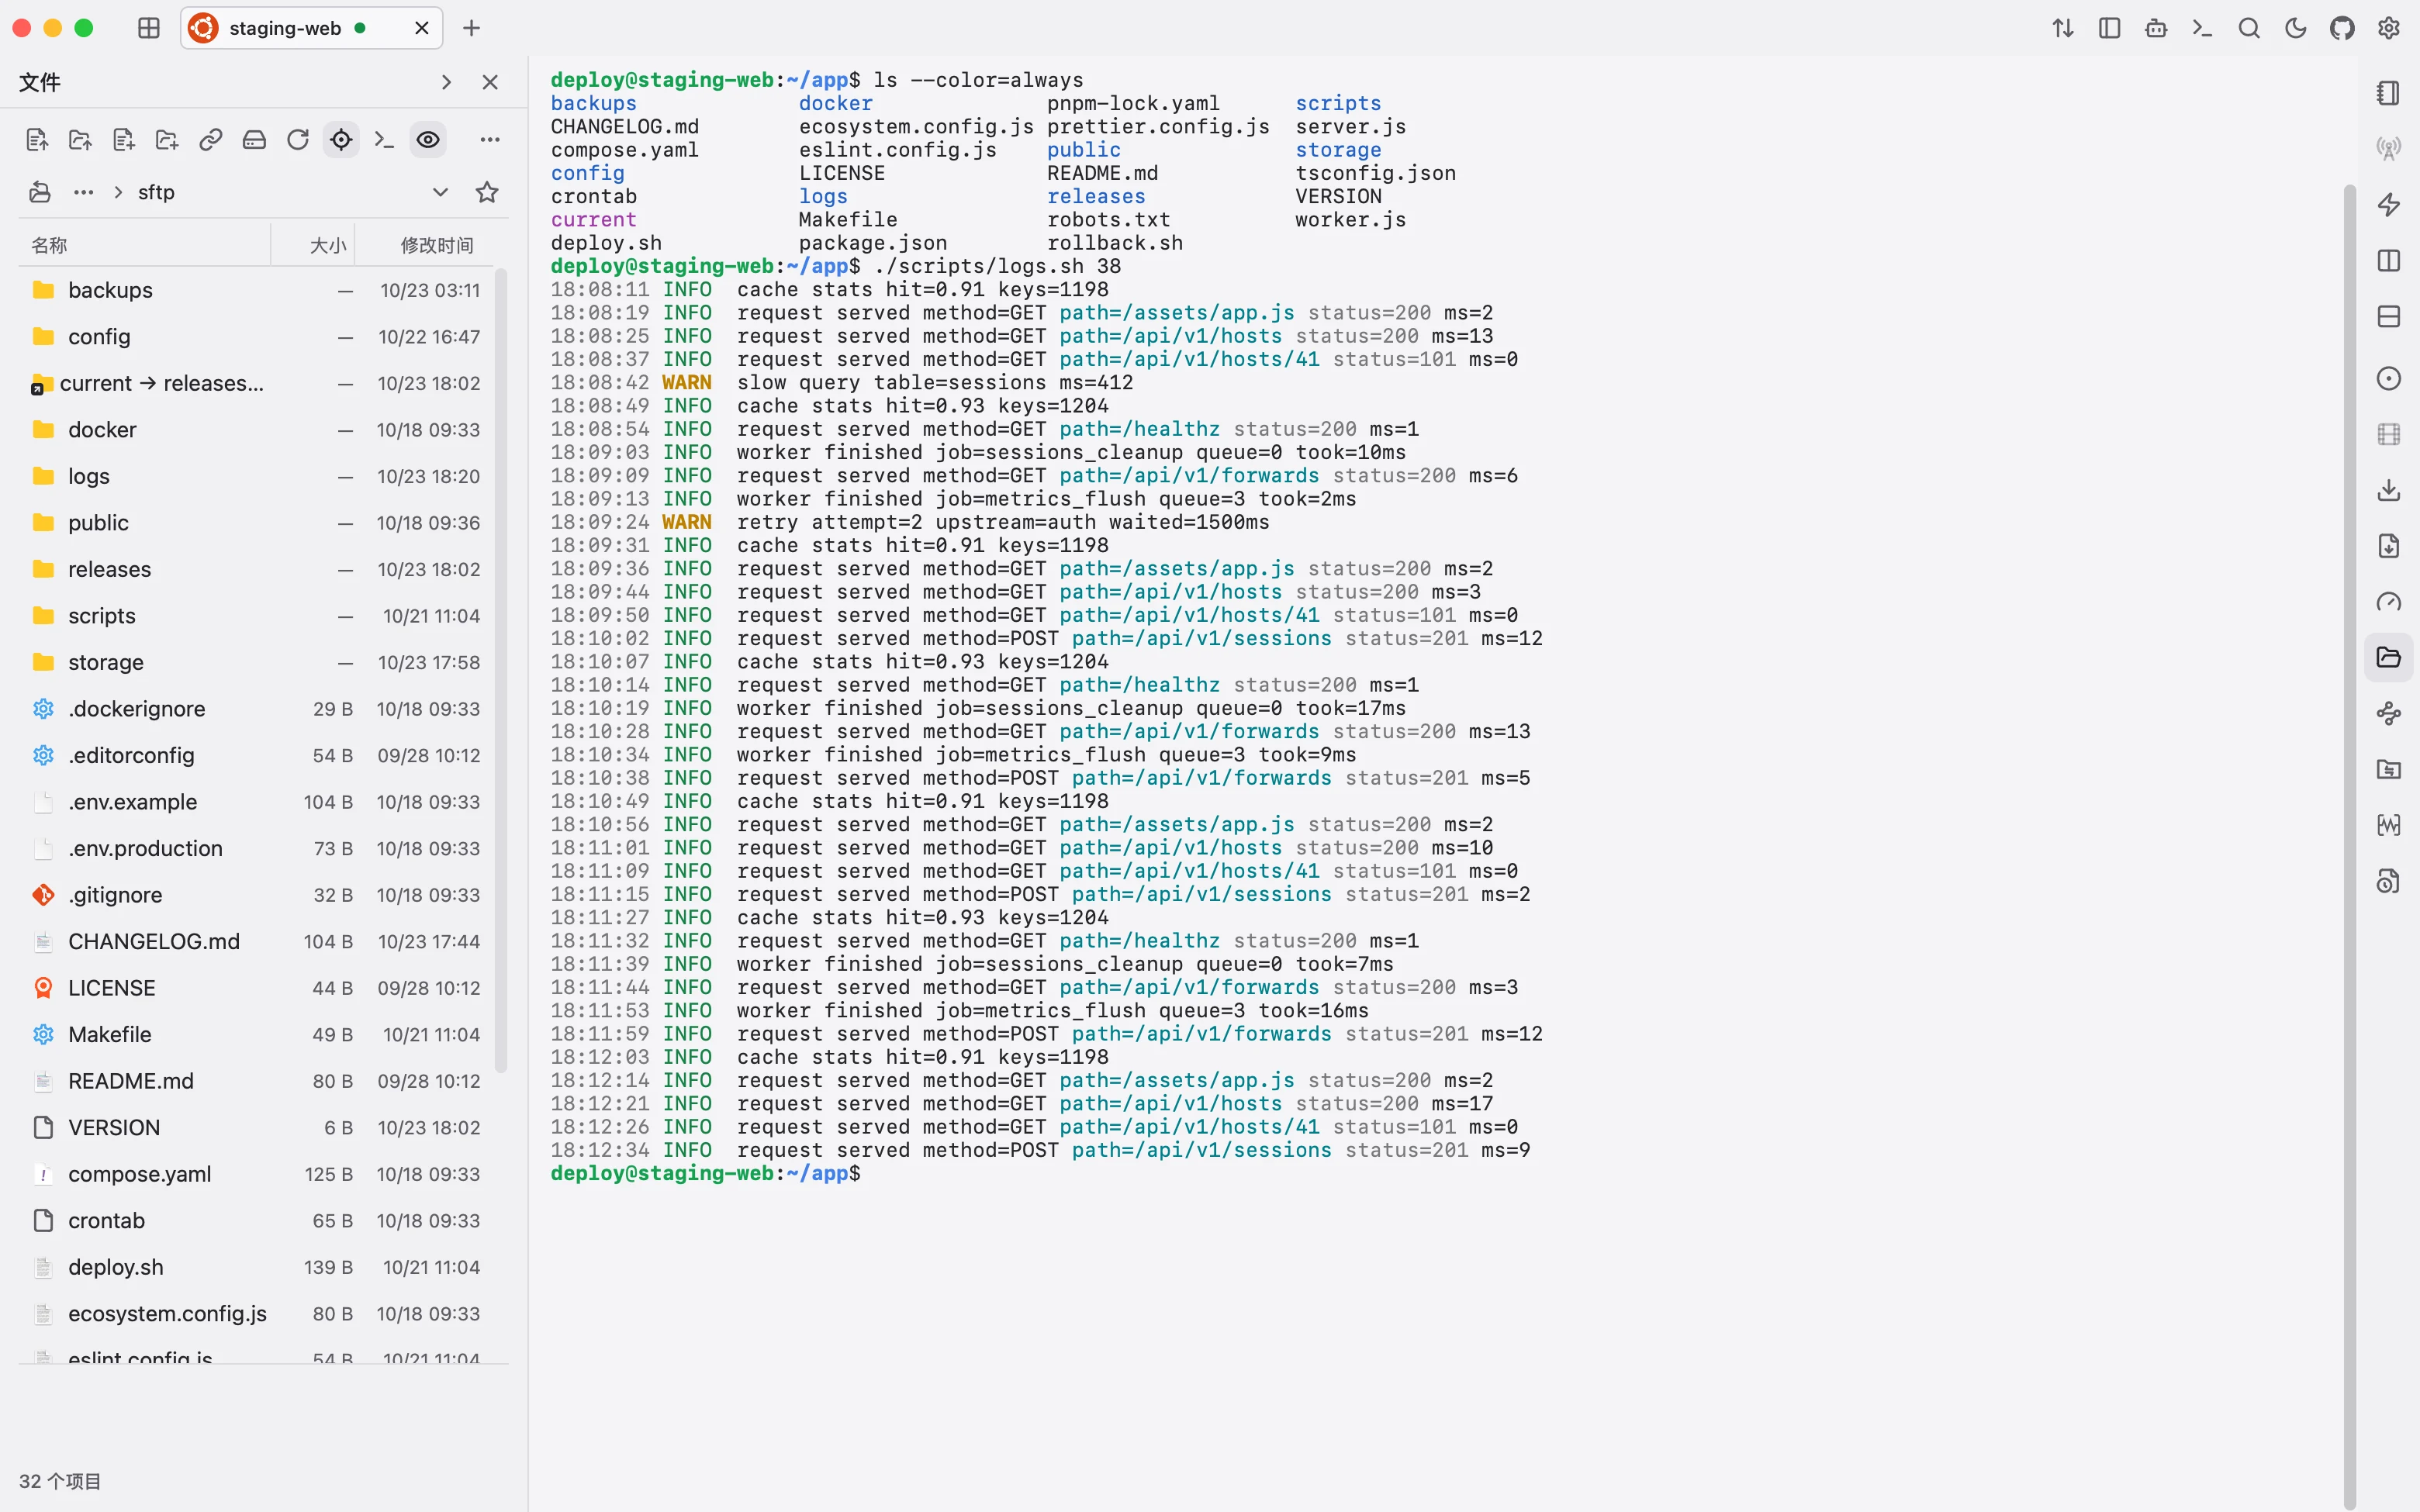 staging-web
文件
sftp
名称 大小 修改时间
backups — 10/23 03:11
config — 10/22 16:47
current → releases... — 10/23 18:02
docker — 10/18 09:33
logs — 10/23 18:20
public — 10/18 09:36
releases — 10/23 18:02
scripts — 10/21 11:04
storage — 10/23 17:58
.dockerignore 29 B 10/18 09:33
.editorconfig 54 B 09/28 10:12
.env.example 104 B 10/18 09:33
.env.production 73 B 10/18 09:33
.gitignore 32 B 10/18 09:33
CHANGELOG.md 104 B 10/23 17:44
LICENSE 44 B 09/28 10:12
Makefile 49 B 10/21 11:04
README.md 80 B 09/28 10:12
VERSION 6 B 10/23 18:02
compose.yaml 125 B 10/18 09:33
crontab 65 B 10/18 09:33
deploy.sh 139 B 10/21 11:04
ecosystem.config.js 80 B 10/18 09:33
eslint.config.js 54 B 10/21 11:04
32 个项目
deploy@staging-web:~/app$ ls --color=always
backups docker pnpm-lock.yaml scripts
CHANGELOG.md ecosystem.config.js prettier.config.js server.js
compose.yaml eslint.config.js public storage
config LICENSE README.md tsconfig.json
crontab logs releases VERSION
current Makefile robots.txt worker.js
deploy.sh package.json rollback.sh
deploy@staging-web:~/app$ ./scripts/logs.sh 38
18:08:11 INFO cache stats hit=0.91 keys=1198
18:08:19 INFO request served method=GET path=/assets/app.js status=200 ms=2
18:08:25 INFO request served method=GET path=/api/v1/hosts status=200 ms=13
18:08:37 INFO request served method=GET path=/api/v1/hosts/41 status=101 ms=0
18:08:42 WARN slow query table=sessions ms=412
18:08:49 INFO cache stats hit=0.93 keys=1204
18:08:54 INFO request served method=GET path=/healthz status=200 ms=1
18:09:03 INFO worker finished job=sessions_cleanup queue=0 took=10ms
18:09:09 INFO request served method=GET path=/api/v1/forwards status=200 ms=6
18:09:13 INFO worker finished job=metrics_flush queue=3 took=2ms
18:09:24 WARN retry attempt=2 upstream=auth waited=1500ms
18:09:31 INFO cache stats hit=0.91 keys=1198
18:09:36 INFO request served method=GET path=/assets/app.js status=200 ms=2
18:09:44 INFO request served method=GET path=/api/v1/hosts status=200 ms=3
18:09:50 INFO request served method=GET path=/api/v1/hosts/41 status=101 ms=0
18:10:02 INFO request served method=POST path=/api/v1/sessions status=201 ms=12
18:10:07 INFO cache stats hit=0.93 keys=1204
18:10:14 INFO request served method=GET path=/healthz status=200 ms=1
18:10:19 INFO worker finished job=sessions_cleanup queue=0 took=17ms
18:10:28 INFO request served method=GET path=/api/v1/forwards status=200 ms=13
18:10:34 INFO worker finished job=metrics_flush queue=3 took=9ms
18:10:38 INFO request served method=POST path=/api/v1/forwards status=201 ms=5
18:10:49 INFO cache stats hit=0.91 keys=1198
18:10:56 INFO request served method=GET path=/assets/app.js status=200 ms=2
18:11:01 INFO request served method=GET path=/api/v1/hosts status=200 ms=10
18:11:09 INFO request served method=GET path=/api/v1/hosts/41 status=101 ms=0
18:11:15 INFO request served method=POST path=/api/v1/sessions status=201 ms=2
18:11:27 INFO cache stats hit=0.93 keys=1204
18:11:32 INFO request served method=GET path=/healthz status=200 ms=1
18:11:39 INFO worker finished job=sessions_cleanup queue=0 took=7ms
18:11:44 INFO request served method=GET path=/api/v1/forwards status=200 ms=3
18:11:53 INFO worker finished job=metrics_flush queue=3 took=16ms
18:11:59 INFO request served method=POST path=/api/v1/forwards status=201 ms=12
18:12:03 INFO cache stats hit=0.91 keys=1198
18:12:14 INFO request served method=GET path=/assets/app.js status=200 ms=2
18:12:21 INFO request served method=GET path=/api/v1/hosts status=200 ms=17
18:12:26 INFO request served method=GET path=/api/v1/hosts/41 status=101 ms=0
18:12:34 INFO request served method=POST path=/api/v1/sessions status=201 ms=9
deploy@staging-web:~/app$